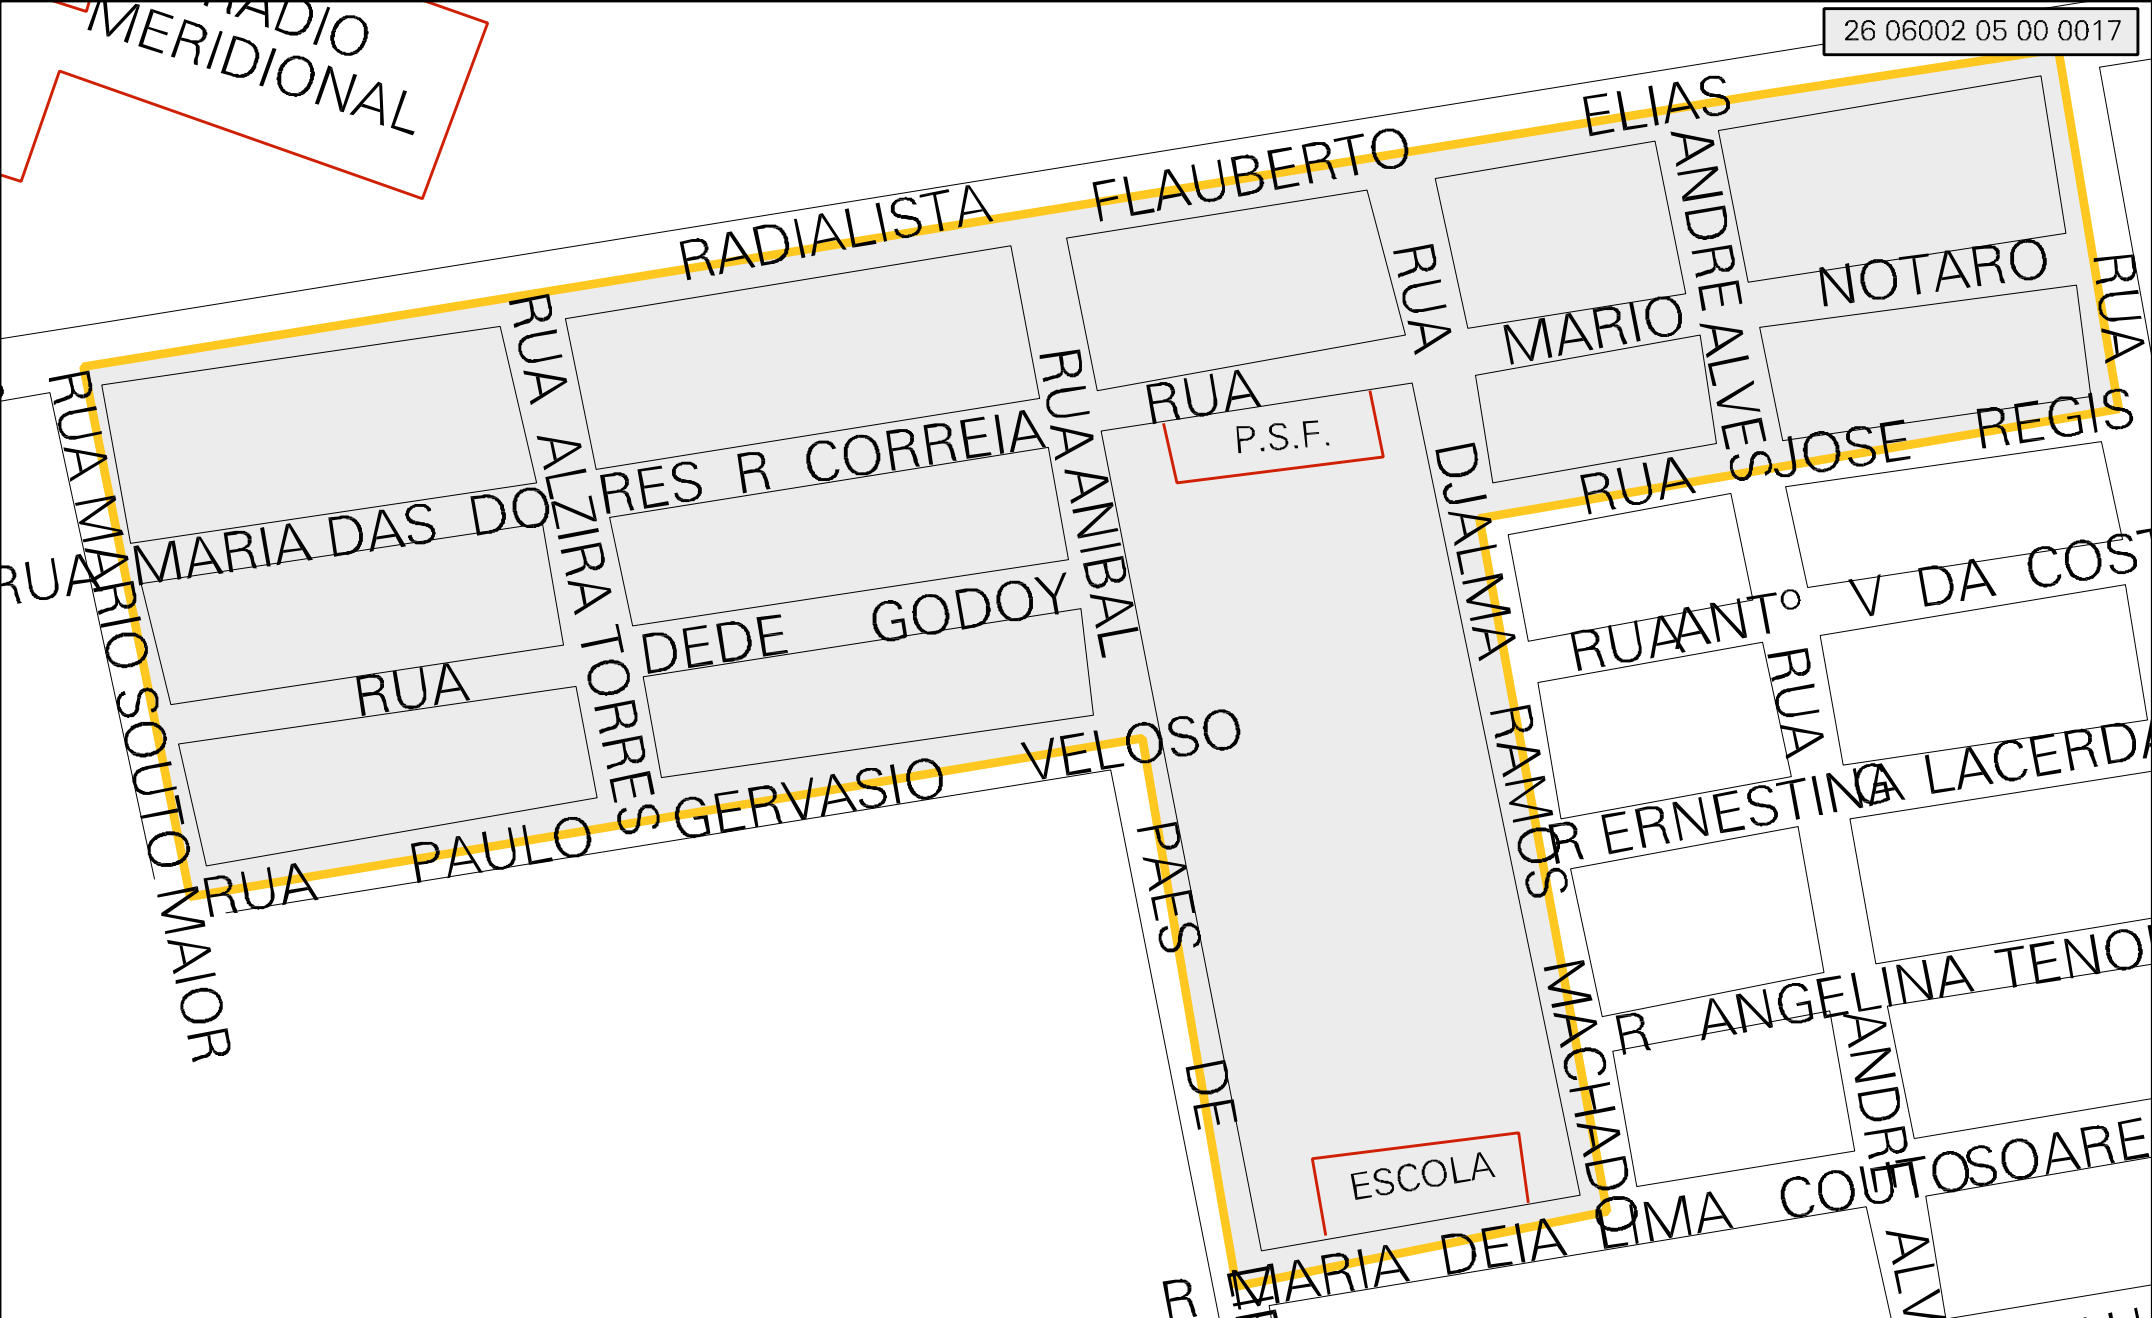 RADIO
MERIDIONAL
26 06002 05 00 0017
RADIALISTA FLAUBERTO ELIAS
RUA MARIO SOUTO MAIOR
RUA ALZIRA TORRES
RUA ANIBAL PAES DE
RUA DJALMA RAMOS MACHADO
ANDRE ALVES
RUA
RUA MARIO NOTARO
P.S.F.
RUA MARIA DAS DORES R CORREIA
RUA DEDE GODOY
RUA PAULO GERVASIO VELOSO
RUA JOSE REGIS
RUA ANTº V DA COST
RUA ANDRE ALV
R ERNESTINA G LACERDA
R ANGELINA TENO
ESCOLA
R MARIA DEIA LIMA COUTO SOARE